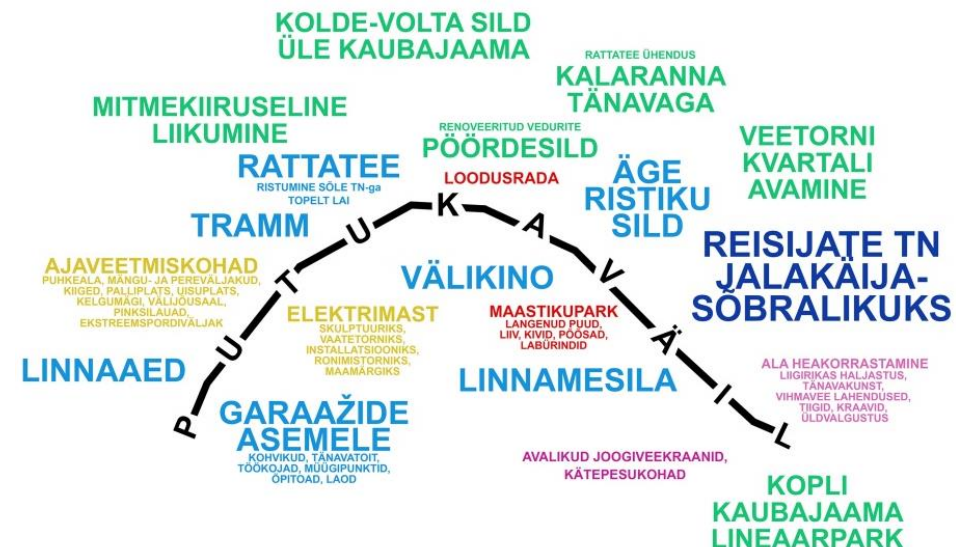 KOLDE-VOLTA SILD
ÜLE KAUBAJAAMA
RATTATEE ÜHENDUS
KALARANNA
TÄNAVAGA
MITMEKIIRUSELINE
LIIKUMINE
RENOVEERITUD VEDURITE
PÖÖRDESILD
VEETORNI
KVARTALI
AVAMINE
RATTATEE
RISTUMINE SÕLE TN-ga
TOPELT LAI
LOODUSRADA
ÄGE
RISTIKU
SILD
TRAMM
PUTUKAVÄIL
REISIJATE TN
JALAKÄIJA-
SÕBRALIKUKS
AJAVEETMISKOHAD
PUHKEALA, MÄNGU- JA PEREVÄLJAKUD,
KIIGED, PALLIPLATS, UISUPLATS,
KELGUMÄGI, VÄLIJÕUSAAL,
PINKSILAUAD,
EKSTREEMSPORDIVÄLJAK
VÄLIKINO
ELEKTRIMAST
SKULPTUURIKS,
VAATETORNIKS,
INSTALLATSIOONIKS,
RONIMISTORNIKS,
MAAMÄRGIKS
MAASTIKUPARK
LANGENUD PUUD,
LIIV, KIVID, PÕÕSAD,
LABÜRINDID
LINNAAED
LINNAMESILA
ALA HEAKORRASTAMINE
LIIGIRIKAS HALJASTUS,
TÄNAVAKUNST,
VIHMAVEE LAHENDUSED,
TIIGID, KRAAVID,
ÜLDVALGUSTUS
GARAAŽIDE
ASEMELE
KOHVIKUD, TÄNAVATOIT,
TÖÖKOJAD, MÜÜGIPUNKTID,
ÕPITOAD, LAOD
AVALIKUD JOOGIVEEKRAANID,
KÄTEPESUKOHAD
KOPLI
KAUBAJAAMA
LINEAARPARK